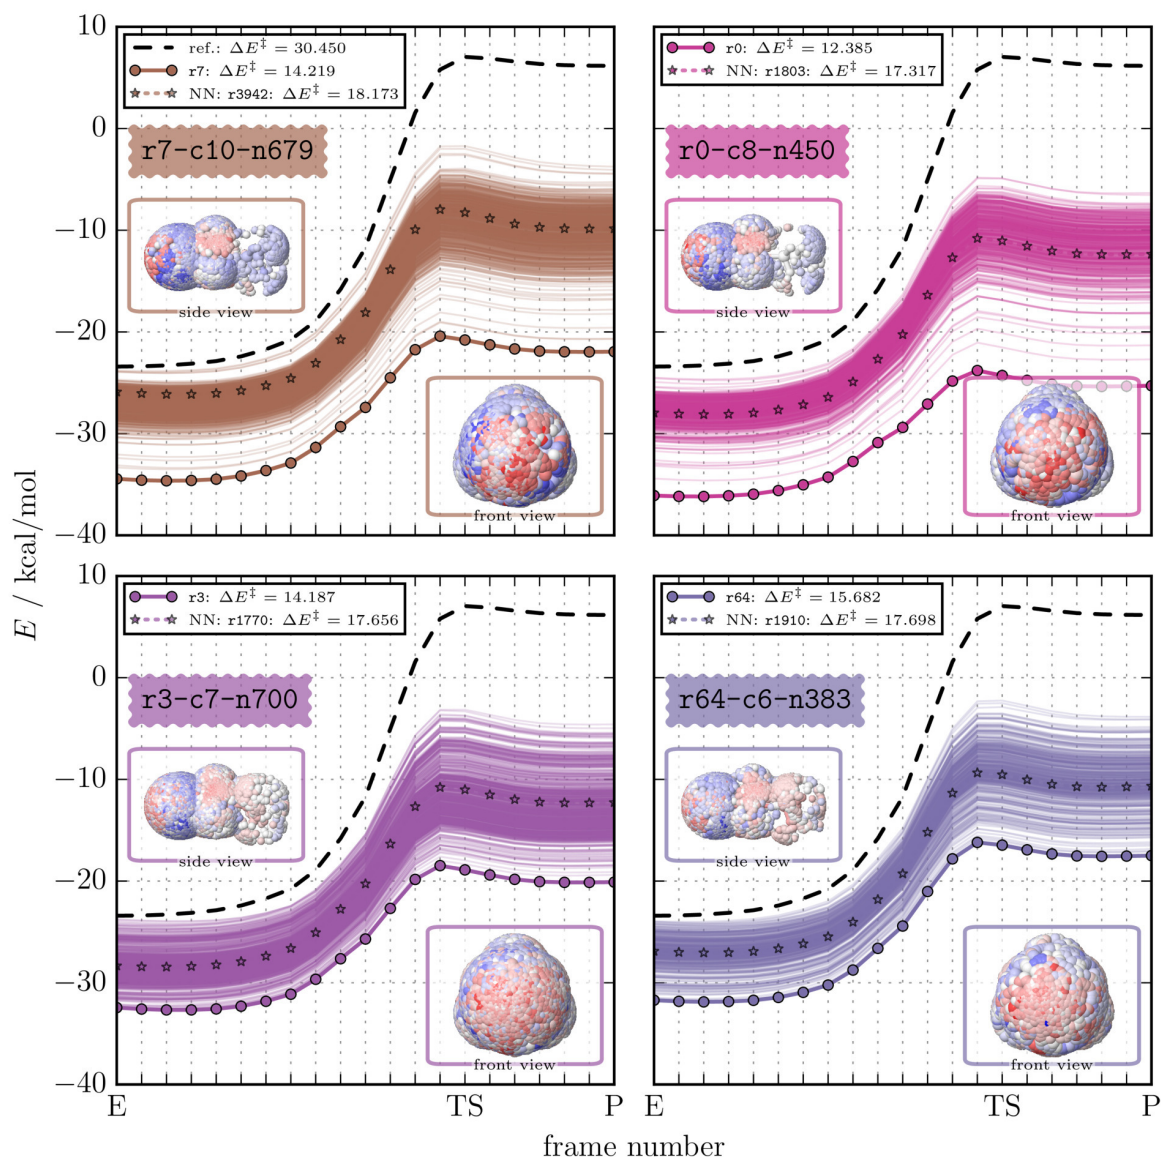 10
0
−10
−20
−30
−40
ref.: ΔE‡ = 30.450
r7: ΔE‡ = 14.219
NN: r3942: ΔE‡ = 18.173
r7-c10-n679
side view
front view
r0: ΔE‡ = 12.385
NN: r1803: ΔE‡ = 17.317
r0-c8-n450
side view
front view
E / kcal/mol
10
0
−10
−20
−30
−40
r3: ΔE‡ = 14.187
NN: r1770: ΔE‡ = 17.656
r3-c7-n700
side view
front view
r64: ΔE‡ = 15.682
NN: r1910: ΔE‡ = 17.698
r64-c6-n383
side view
front view
E TS P E TS P
frame number